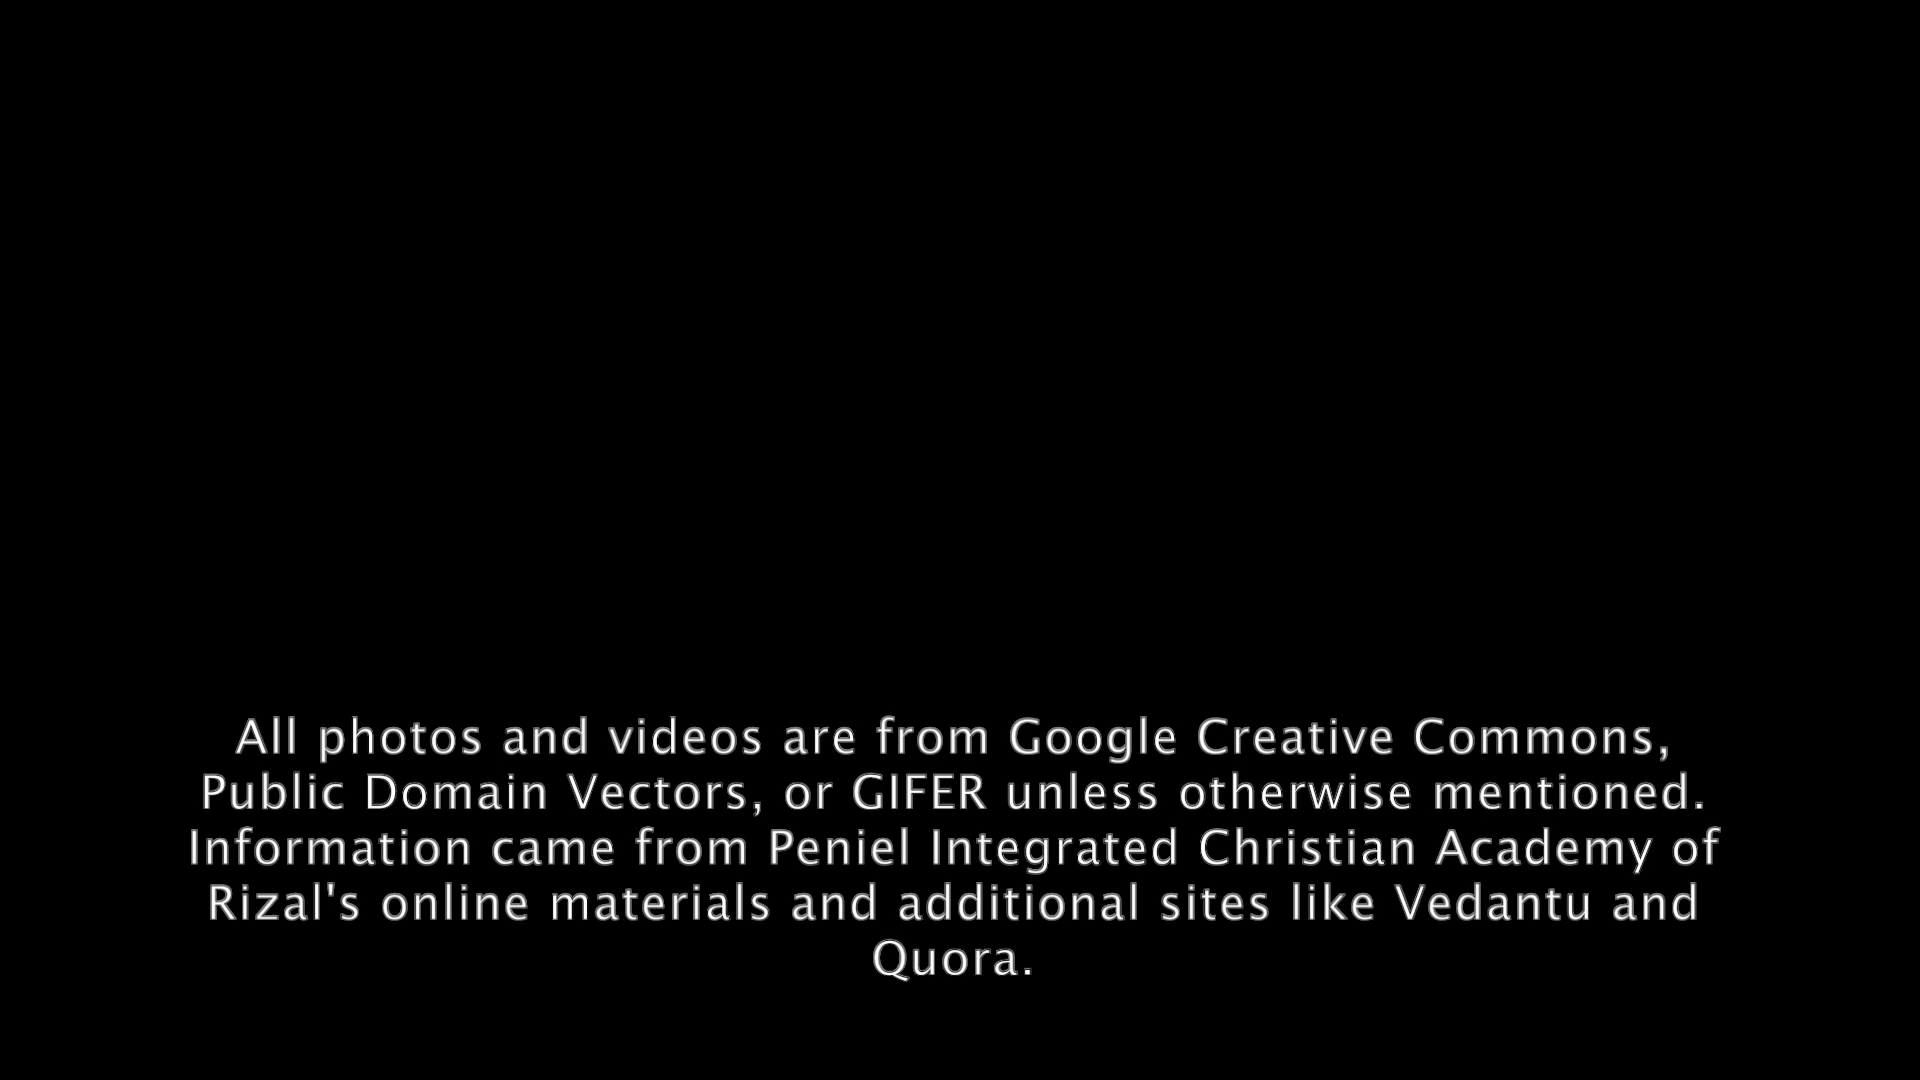 All photos and videos are from Google Creative Commons,
Public Domain Vectors, or GIFER unless otherwise mentioned.
Information came from Peniel Integrated Christian Academy of
Rizal's online materials and additional sites like Vedantu and
Quora.